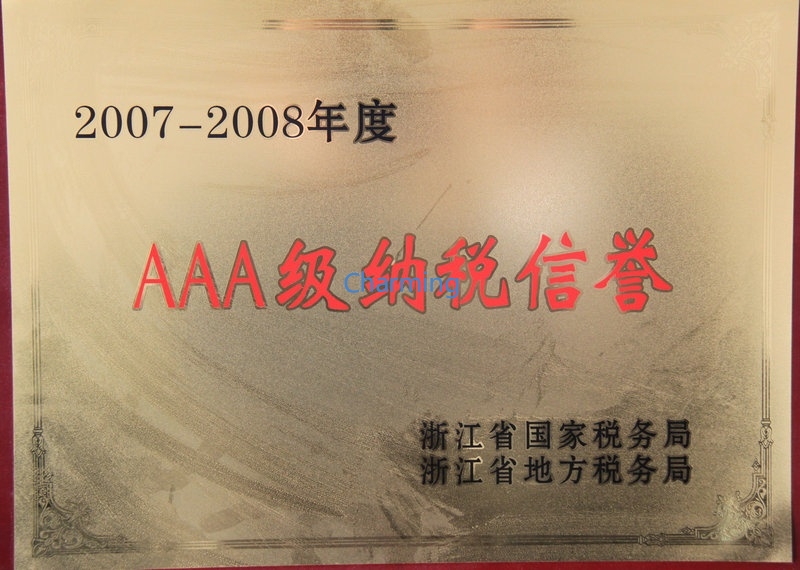 2007-2008年度
AAA级纳税信誉
Charming
浙江省国家税务局
浙江省地方税务局